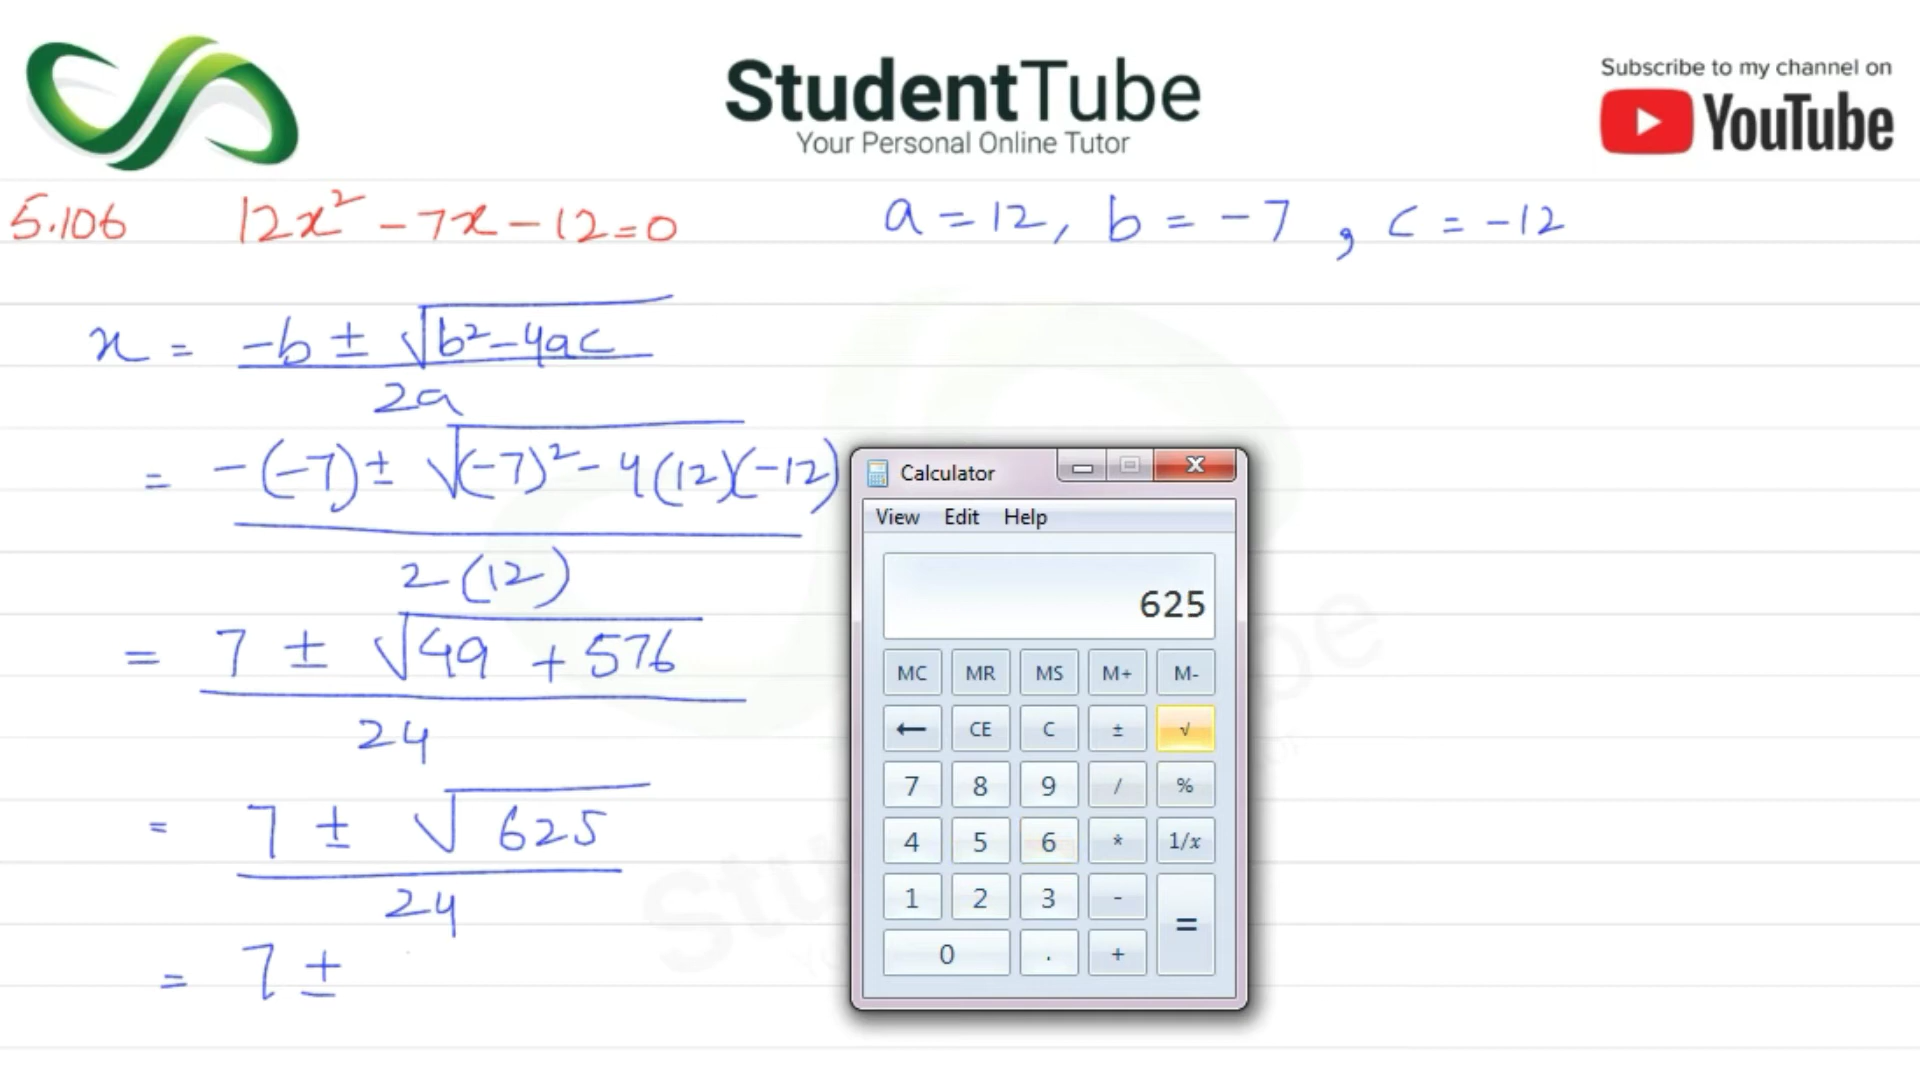 StudentTube
Your Personal Online Tutor
Subscribe to my channel on
YouTube
5.106 12x² - 7x - 12 = 0
a = 12, b = -7, c = -12
x = -b ± √b² - 4ac
2a
= -(-7) ± √(-7)² - 4(12)(-12)
2(12)
= 7 ± √49 + 576
24
= 7 ± √625
24
= 7 ±
Calculator
View Edit Help
625
MC MR MS M+ M-
← CE C ± √
7 8 9 / %
4 5 6 * 1/x
1 2 3 - =
0 . +